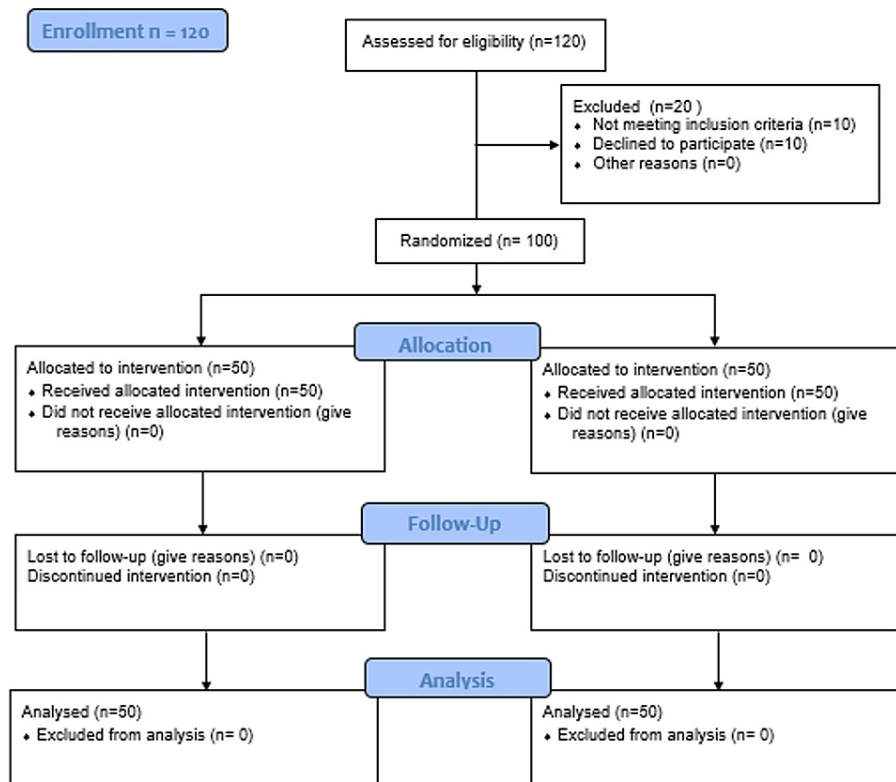 Enrollment n = 120
Assessed for eligibility (n=120)
Excluded (n=20 )
♦ Not meeting inclusion criteria (n=10)
♦ Declined to participate (n=10)
♦ Other reasons (n=0)
Randomized (n= 100)
Allocation
Allocated to intervention (n=50)
♦ Received allocated intervention (n=50)
♦ Did not receive allocated intervention (give
reasons) (n=0)
Allocated to intervention (n=50)
♦ Received allocated intervention (n=50)
♦ Did not receive allocated intervention (give
reasons) (n=0)
Follow-Up
Lost to follow-up (give reasons) (n=0)
Discontinued intervention (n=0)
Lost to follow-up (give reasons) (n= 0)
Discontinued intervention (n=0)
Analysis
Analysed (n=50)
♦ Excluded from analysis (n= 0)
Analysed (n=50)
♦ Excluded from analysis (n= 0)